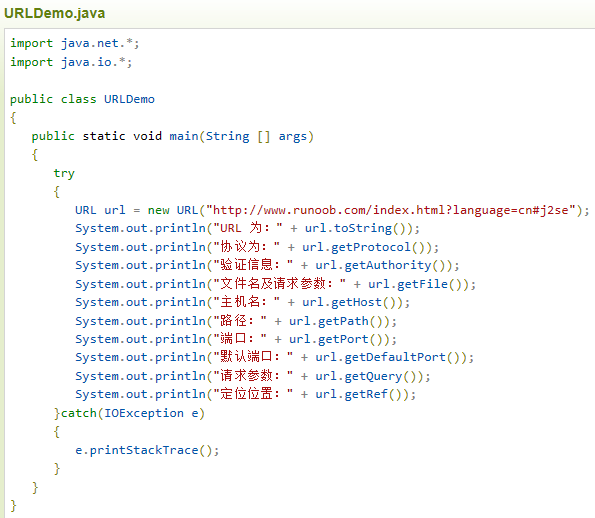 URLDemo.java
import java.net.*;
import java.io.*;

public class URLDemo
{
   public static void main(String [] args)
   {
      try
      {
         URL url = new URL("http://www.runoob.com/index.html?language=cn#j2se");
         System.out.println("URL 为：" + url.toString());
         System.out.println("协议为：" + url.getProtocol());
         System.out.println("验证信息：" + url.getAuthority());
         System.out.println("文件名及请求参数：" + url.getFile());
         System.out.println("主机名：" + url.getHost());
         System.out.println("路径：" + url.getPath());
         System.out.println("端口：" + url.getPort());
         System.out.println("默认端口：" + url.getDefaultPort());
         System.out.println("请求参数：" + url.getQuery());
         System.out.println("定位位置：" + url.getRef());
      }catch(IOException e)
      {
         e.printStackTrace();
      }
   }
}